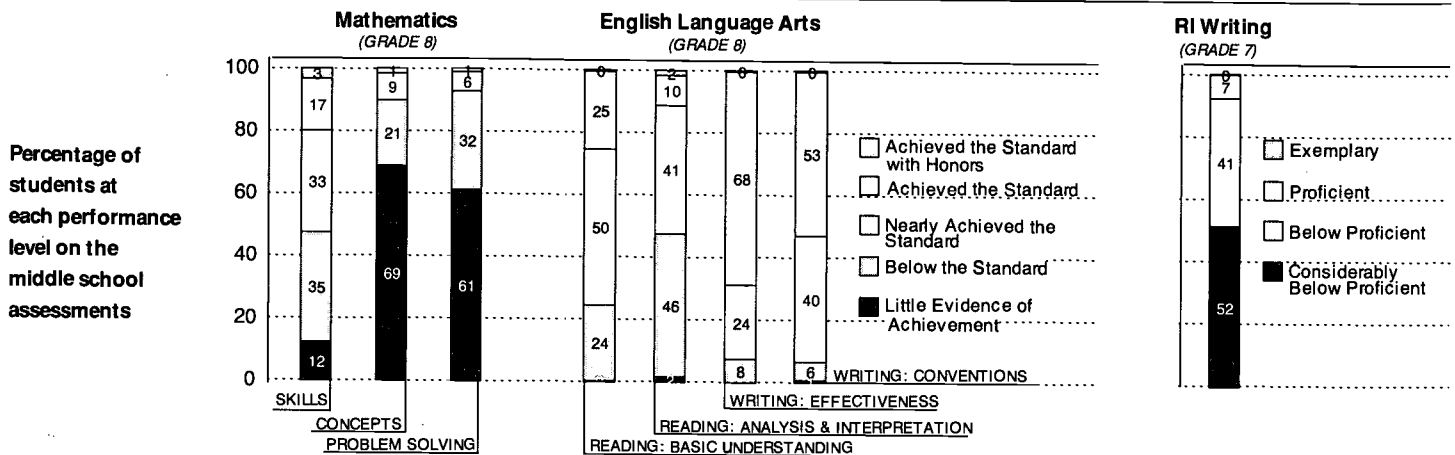 Mathematics
(GRADE 8)
English Language Arts
(GRADE 8)
RI Writing
(GRADE 7)
Percentage of
students at
each performance
level on the
middle school
assessments
100
80
60
40
20
0
3
17
33
35
12
1
9
21
69
1
6
32
61
0
25
50
24
2
10
41
46
2
0
68
24
8
0
53
40
6
Achieved the Standard
with Honors
Achieved the Standard
Nearly Achieved the
Standard
Below the Standard
Little Evidence of
Achievement
0
7
41
52
Exemplary
Proficient
Below Proficient
Considerably
Below Proficient
SKILLS
CONCEPTS
PROBLEM SOLVING
WRITING: CONVENTIONS
WRITING: EFFECTIVENESS
READING: ANALYSIS & INTERPRETATION
READING: BASIC UNDERSTANDING